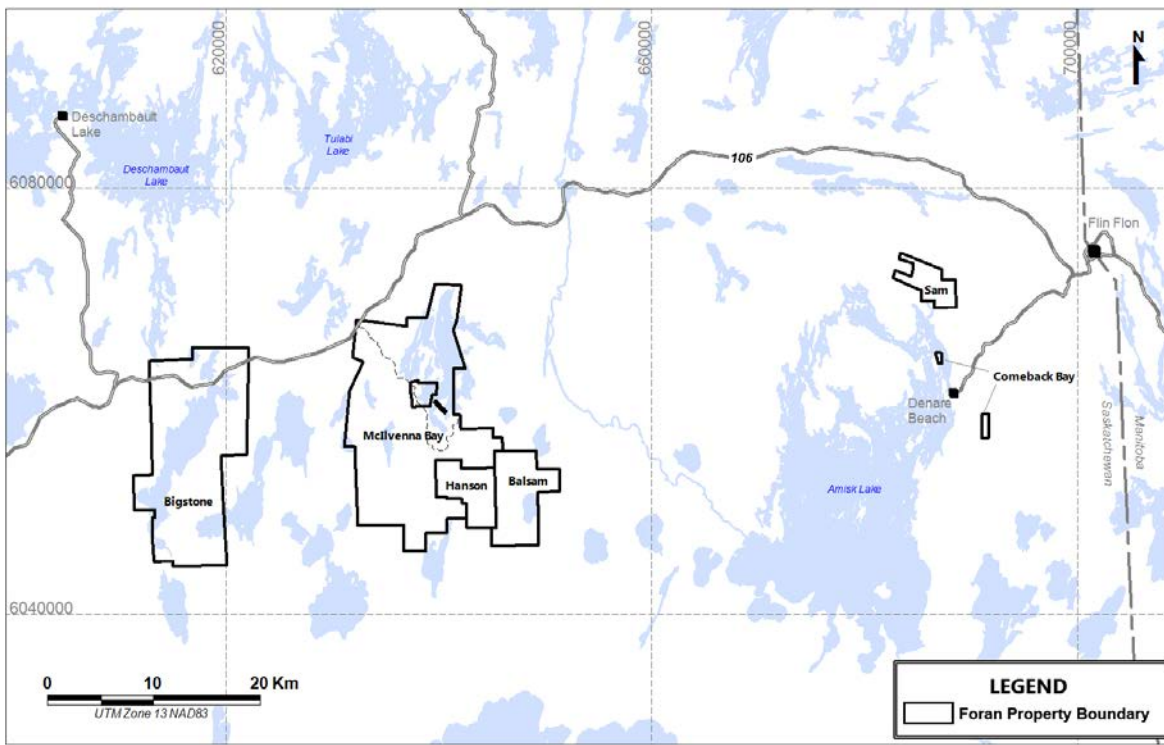 620000
660000
700000
N
Deschambault
Lake
Tulabi
Lake
Deschambault
Lake
106
6080000
Flin Flon
Sam
Comeback Bay
Denare
Beach
McIlvenna Bay
Manitoba
Saskatchewan
Hanson
Balsam
Bigstone
Amisk Lake
6040000
0 10 20 Km
UTM Zone 13 NAD83
LEGEND
Foran Property Boundary